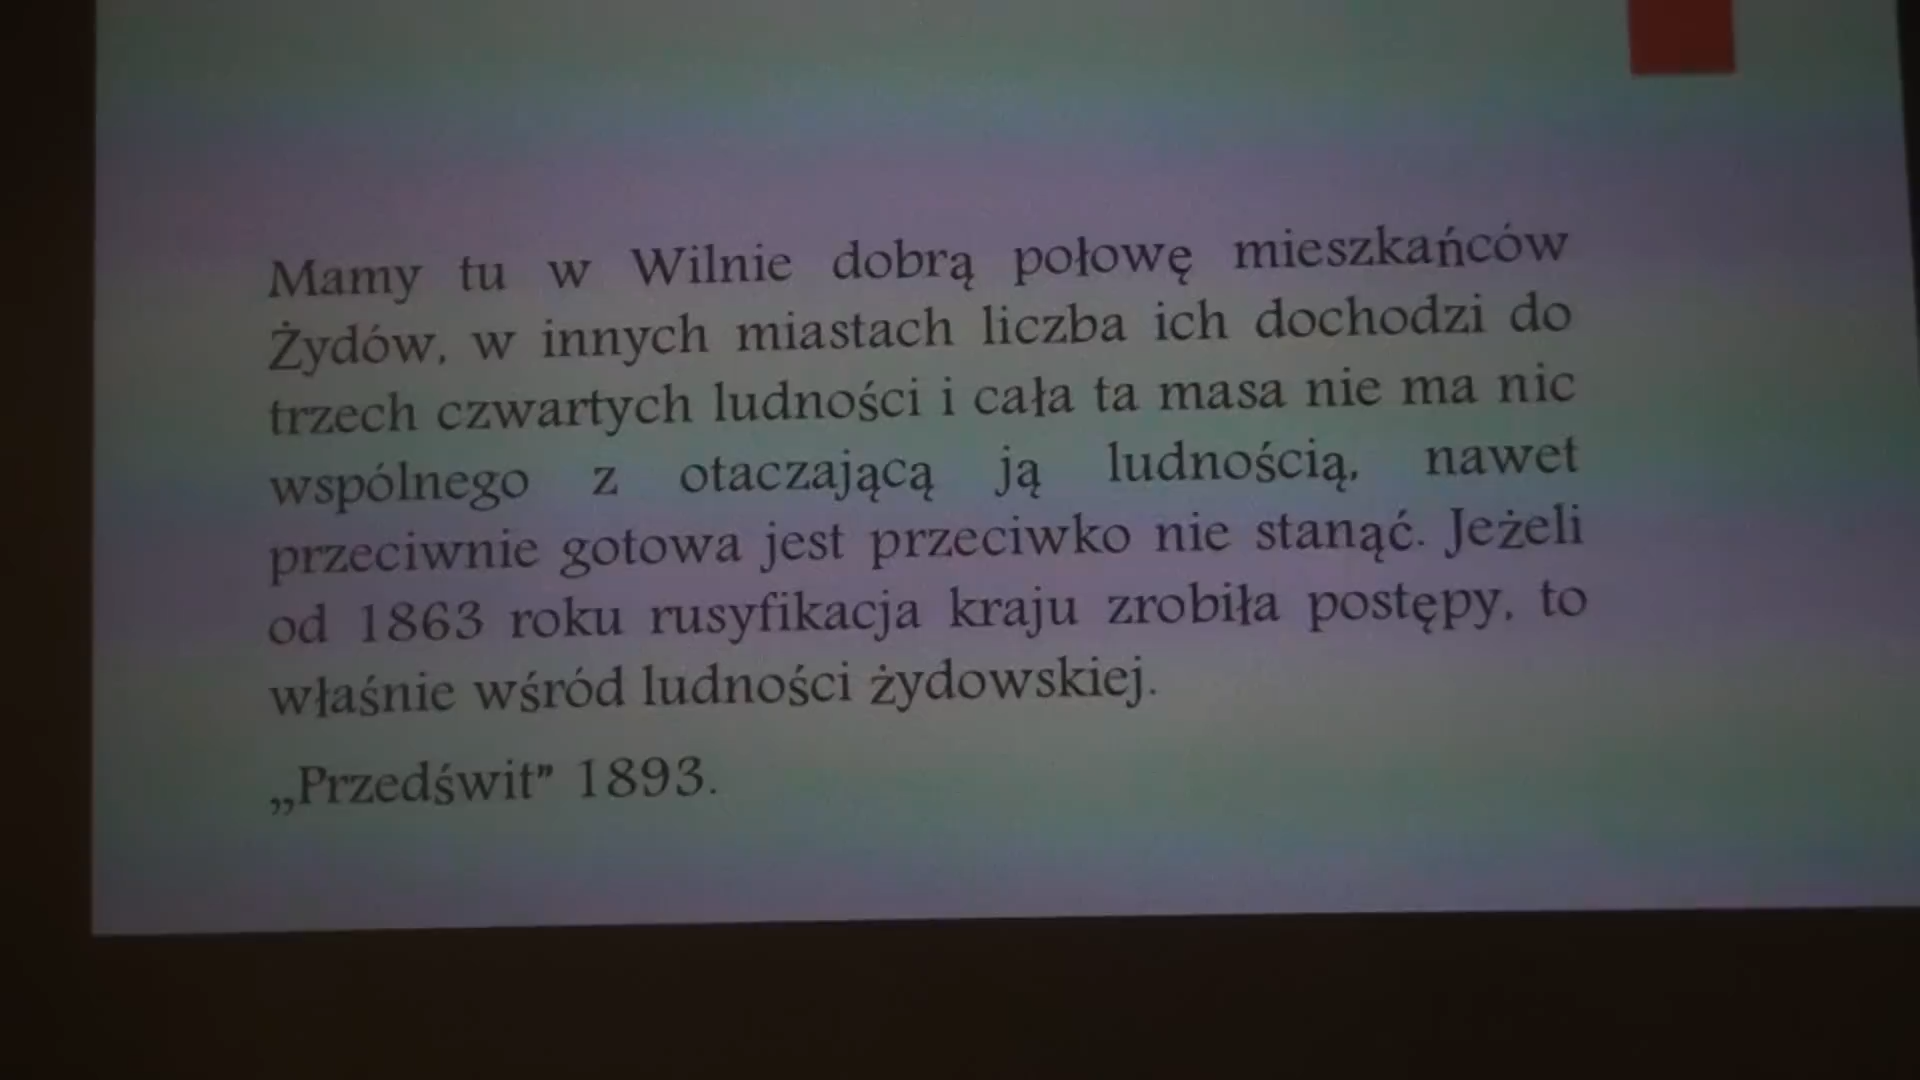 Mamy tu w Wilnie dobrą połowę mieszkańców
Żydów, w innych miastach liczba ich dochodzi do
trzech czwartych ludności i cała ta masa nie ma nic
wspólnego z otaczającą ją ludnością, nawet
przeciwnie gotowa jest przeciwko nie stanąć. Jeżeli
od 1863 roku rusyfikacja kraju zrobiła postępy, to
właśnie wśród ludności żydowskiej.
„Przedświt” 1893.